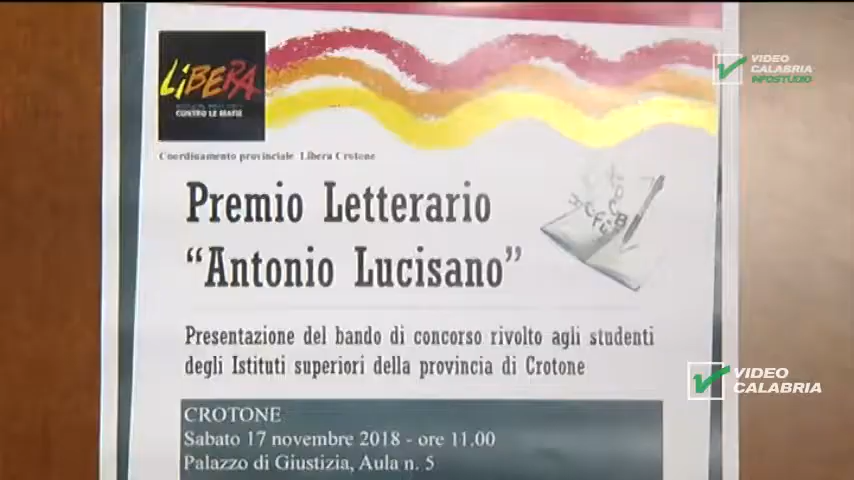 LiBERA
CONTRO LE MAFIE
VIDEO
CALABRIA
INFOSTUDIO
Coordinamento provinciale Libera Crotone
Premio Letterario
“Antonio Lucisano”
Presentazione del bando di concorso rivolto agli studenti
degli Istituti superiori della provincia di Crotone
VIDEO
CALABRIA
CROTONE
Sabato 17 novembre 2018 - ore 11.00
Palazzo di Giustizia, Aula n. 5